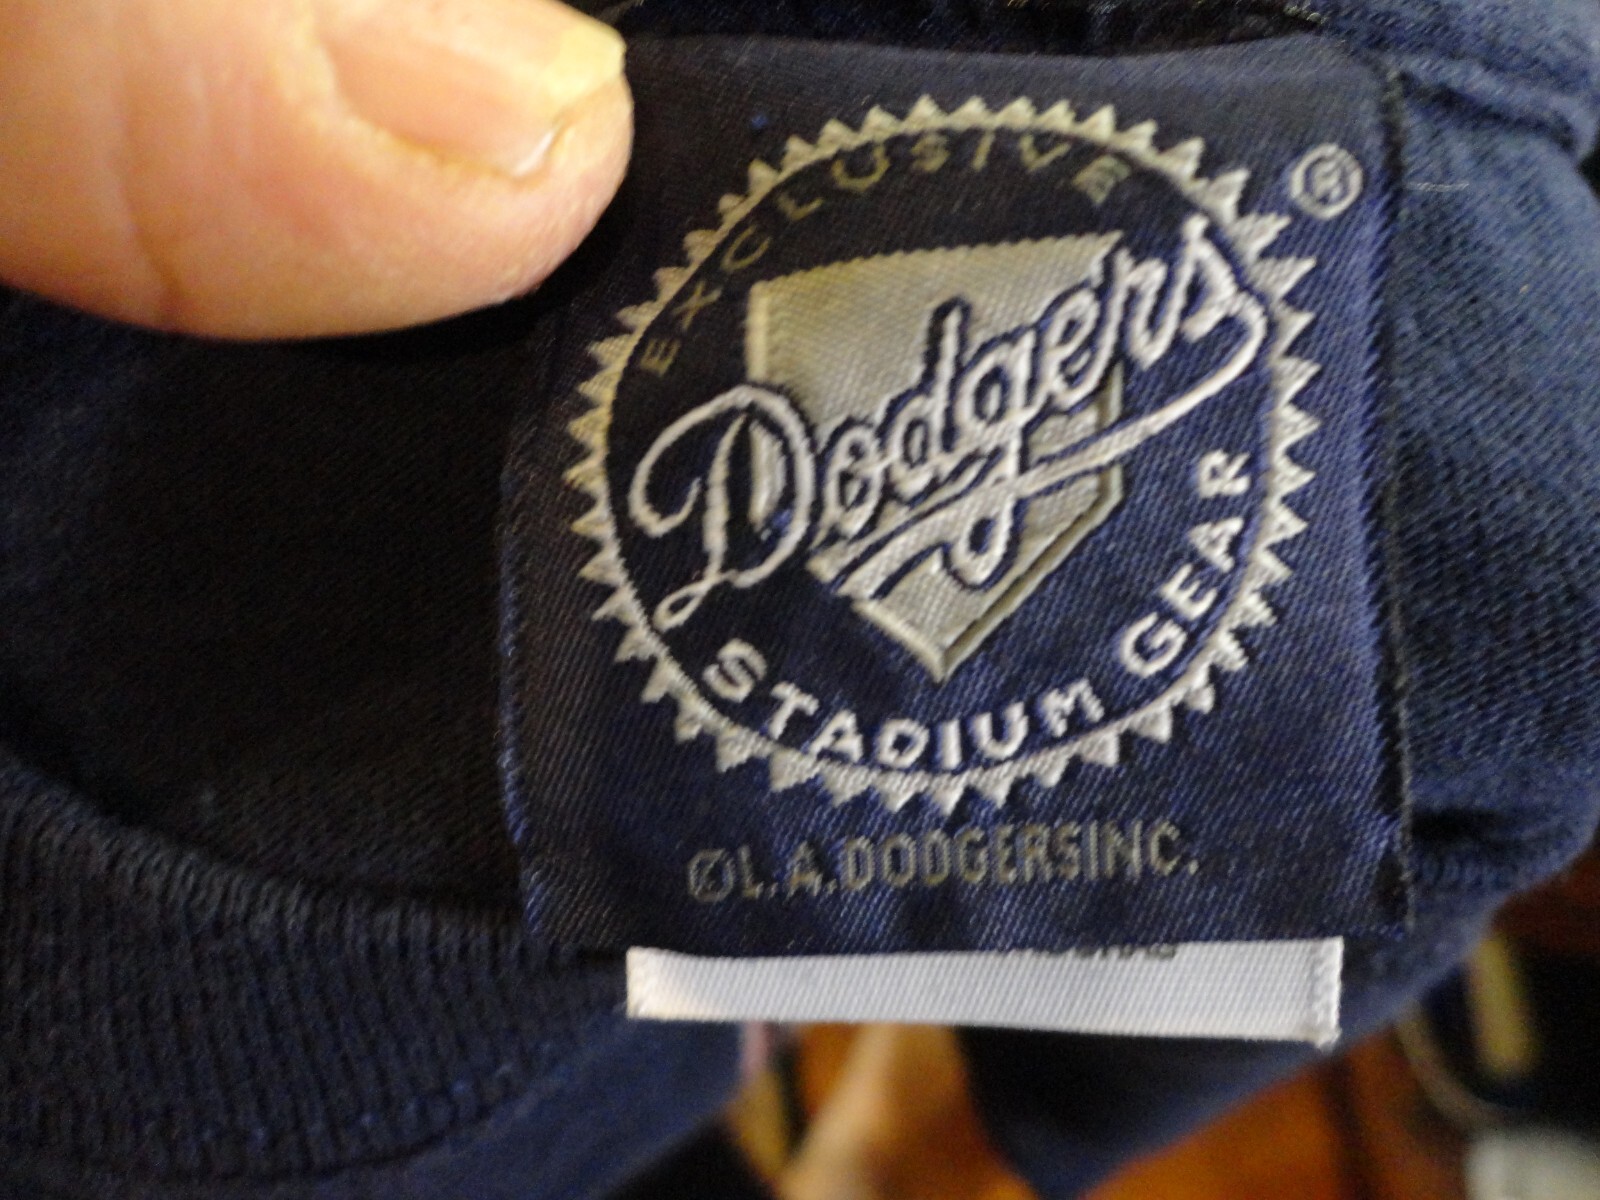 EXCLUSIVE
®
Dodgers
STADIUM GEAR
©L.A.DODGERSINC.